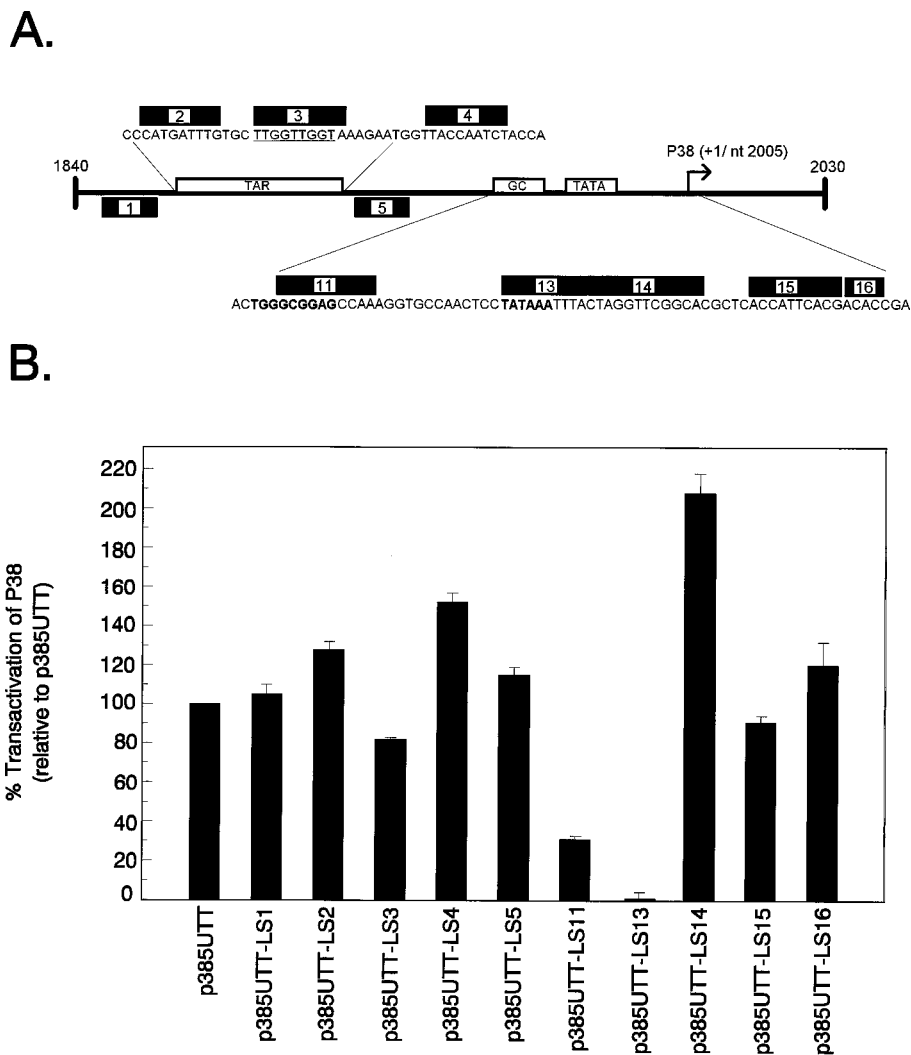 A.
2 3 4
CCCATGATTTGTGC TTGGTTGGT AAAGAATGGTTACCAATCTACCA
1840 P38 (+1/ nt 2005) 2030
TAR GC TATA
1 5
11 13 14 15 16
ACTGGGCGGAGCCAAAGGTGCCAACTCCTATAAATTTACTAGGTTCGGCACGCTCACCATTCACGACACCGA
B.
% Transactivation of P38
(relative to p385UTT)
220
200
180
160
140
120
100
80
60
40
20
0
p385UTT
p385UTT-LS1
p385UTT-LS2
p385UTT-LS3
p385UTT-LS4
p385UTT-LS5
p385UTT-LS11
p385UTT-LS13
p385UTT-LS14
p385UTT-LS15
p385UTT-LS16